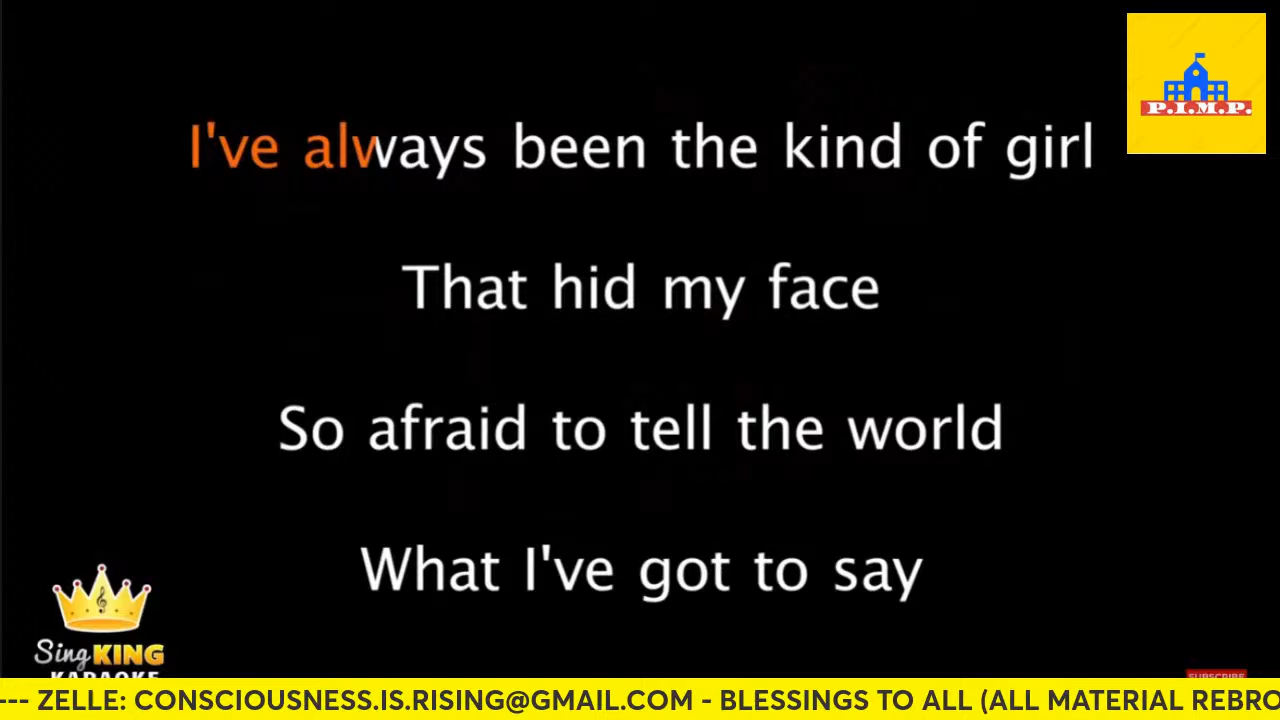 P.I.M.P.
I've always been the kind of girl
That hid my face
So afraid to tell the world
What I've got to say
Sing KING
KARAOKE
SUBSCRIBE
--- ZELLE: CONSCIOUSNESS.IS.RISING@GMAIL.COM - BLESSINGS TO ALL (ALL MATERIAL REBRO